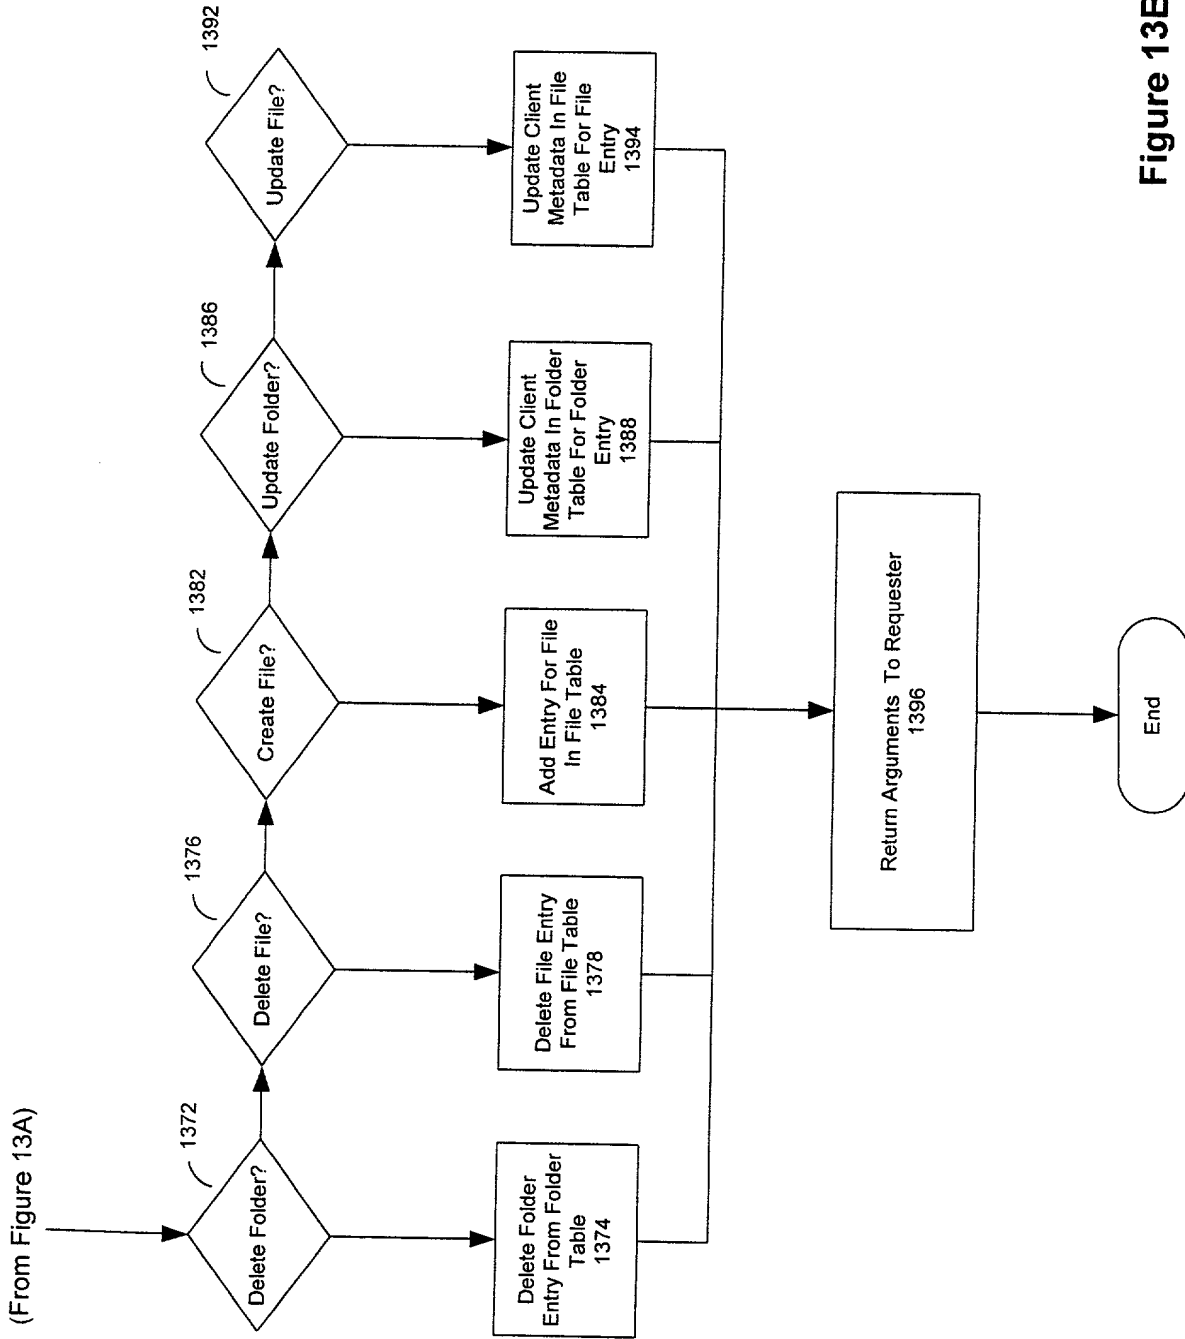 (From Figure 13A)
Delete Folder?
1372
Delete File?
1376
Create File?
1382
Update Folder?
1386
Update File?
1392
Delete Folder
Entry From Folder
Table
1374
Delete File Entry
From File Table
1378
Add Entry For File
In File Table
1384
Update Client
Metadata In Folder
Table For Folder
Entry
1388
Update Client
Metadata In File
Table For File
Entry
1394
Return Arguments To Requester
1396
End
Figure 13B